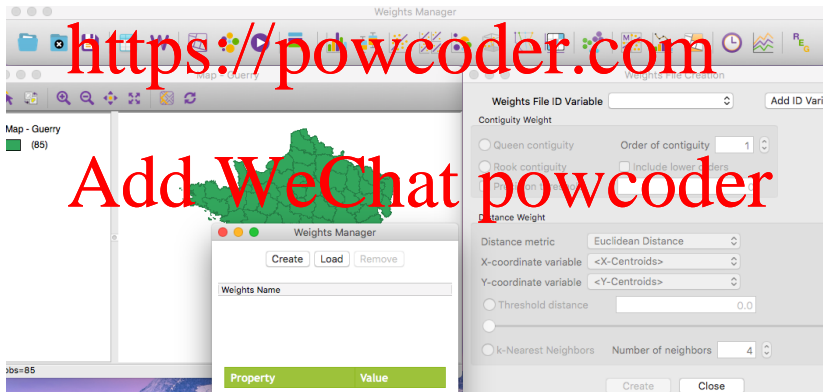 Weights Manager
https://powcoder.com
Map - Guerry
Weights File Creation
Weights File ID Variable
Add ID Vari
Map - Guerry
(85)
Contiguity Weight
Queen contiguity
Order of contiguity
1
Rook contiguity
Include lower orders
Add WeChat powcoder
Distance Weight
Weights Manager
Distance metric
Euclidean Distance
Create
Load
Remove
X-coordinate variable
<X-Centroids>
Y-coordinate variable
<Y-Centroids>
Weights Name
Threshold distance
0.0
k-Nearest Neighbors
Number of neighbors
4
obs=85
Property
Value
Create
Close